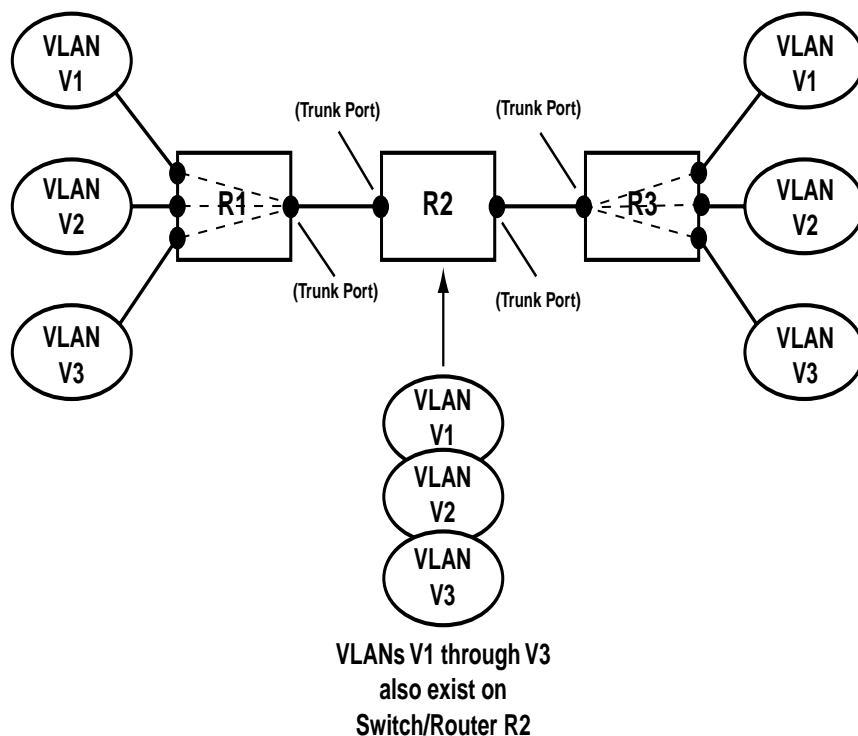 VLAN
V1
VLAN
V1
(Trunk Port)
(Trunk Port)
VLAN
V2
R1
R2
R3
VLAN
V2
(Trunk Port)
(Trunk Port)
VLAN
V3
VLAN
V3
VLAN
V1
VLAN
V2
VLAN
V3
VLANs V1 through V3
also exist on
Switch/Router R2